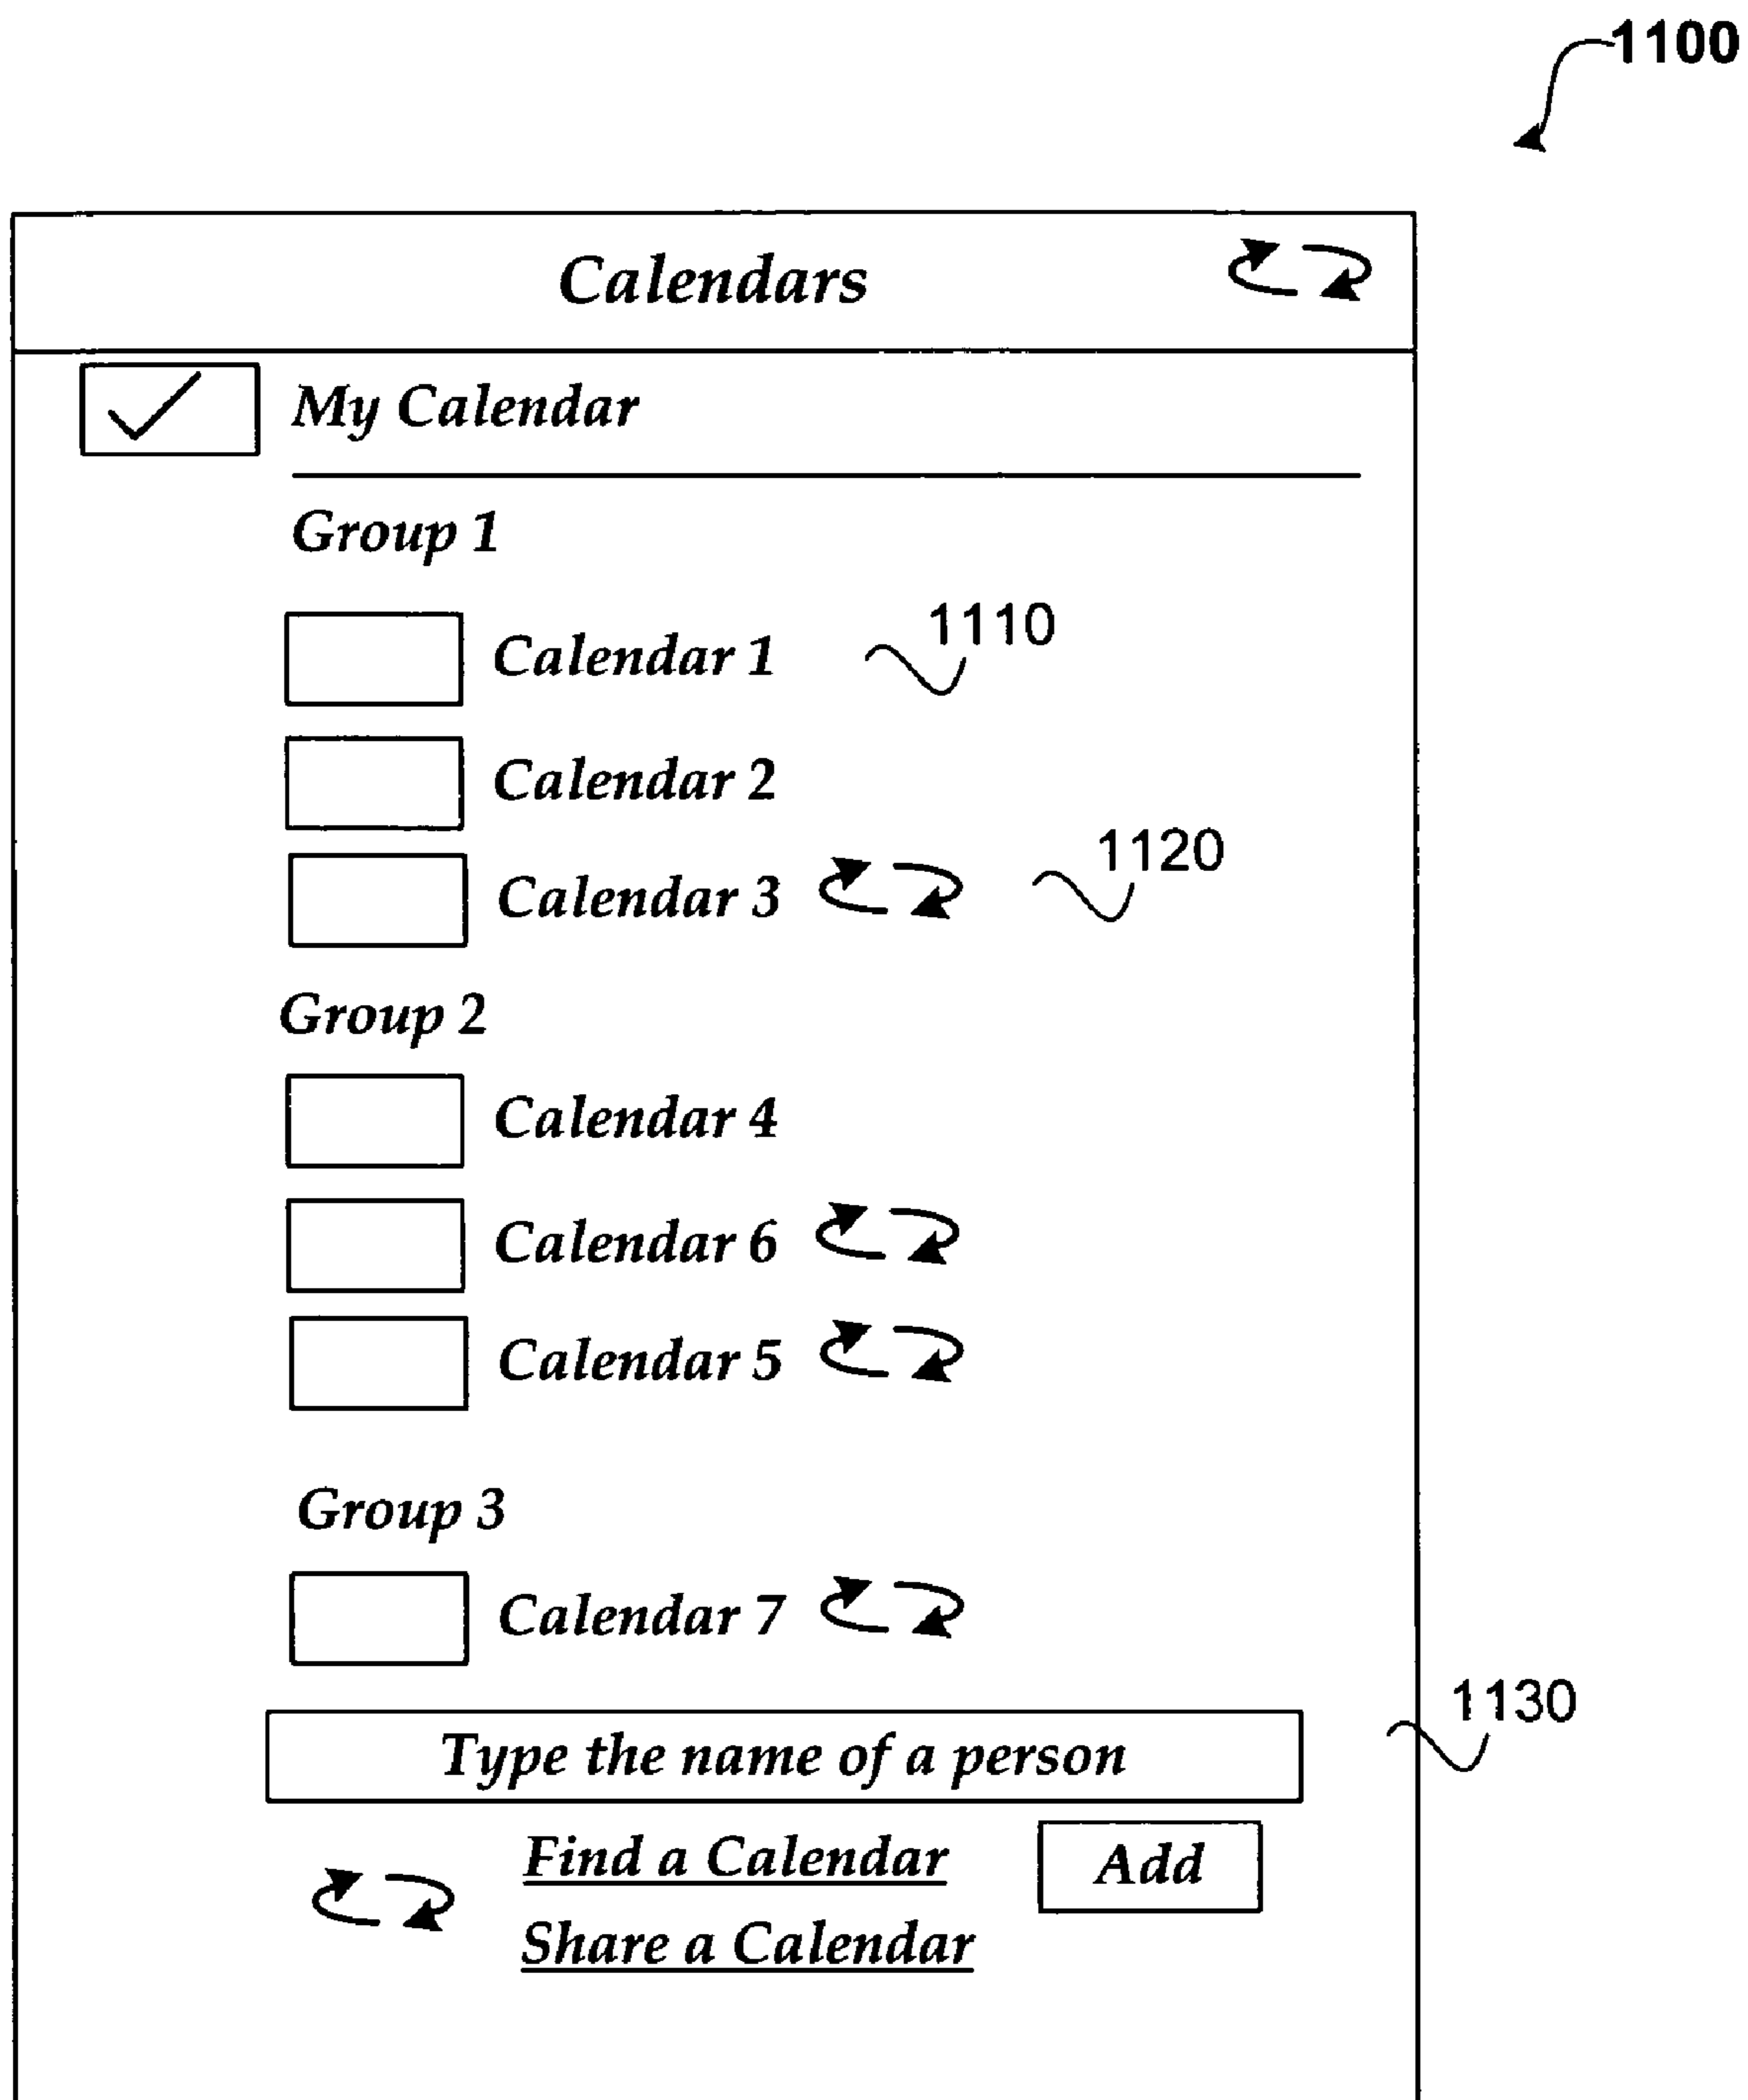 1100
Calendars
My Calendar
Group 1
Calendar 1 1110
Calendar 2
Calendar 3 1120
Group 2
Calendar 4
Calendar 6
Calendar 5
Group 3
Calendar 7
1130
Type the name of a person
Find a Calendar Add
Share a Calendar